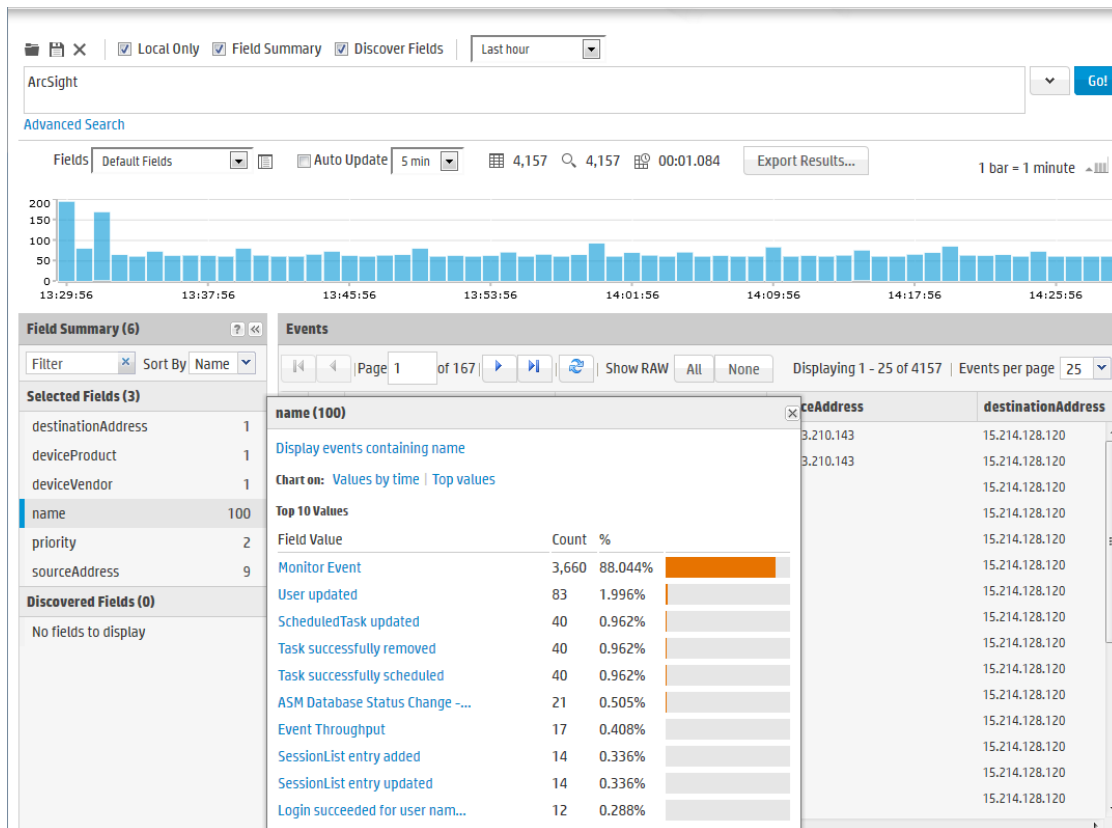 Local Only Field Summary Discover Fields Last hour
ArcSight
Go!
Advanced Search
Fields Default Fields Auto Update 5 min 4,157 4,157 00:01.084 Export Results... 1 bar = 1 minute
200
150
100
50
0
13:29:56 13:37:56 13:45:56 13:53:56 14:01:56 14:09:56 14:17:56 14:25:56
Field Summary (6) ? «
Events
Filter × Sort By Name
Page 1 of 167 Show RAW All None Displaying 1 - 25 of 4157 Events per page 25
Selected Fields (3)
destinationAddress 1
deviceProduct 1
deviceVendor 1
name 100
priority 2
sourceAddress 9
Discovered Fields (0)
No fields to display
name (100)
Display events containing name
Chart on: Values by time | Top values
Top 10 Values
Field Value Count %
Monitor Event 3,660 88.044%
User updated 83 1.996%
ScheduledTask updated 40 0.962%
Task successfully removed 40 0.962%
Task successfully scheduled 40 0.962%
ASM Database Status Change -... 21 0.505%
Event Throughput 17 0.408%
SessionList entry added 14 0.336%
SessionList entry updated 14 0.336%
Login succeeded for user nam... 12 0.288%
ceAddress destinationAddress
3.210.143 15.214.128.120
3.210.143 15.214.128.120
15.214.128.120
15.214.128.120
15.214.128.120
15.214.128.120
15.214.128.120
15.214.128.120
15.214.128.120
15.214.128.120
15.214.128.120
15.214.128.120
15.214.128.120
15.214.128.120
15.214.128.120